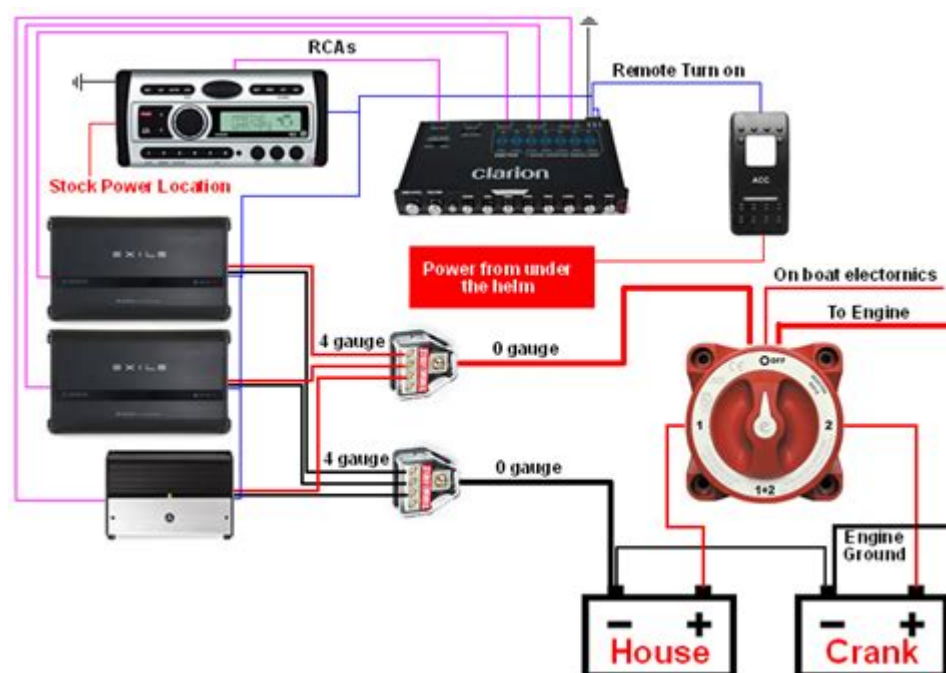 RCAs
Remote Turn on
clarion
ACC
Stock Power Location
EXILE
Power from under
the helm
On boat electornics
To Engine
4 gauge
0 gauge
OFF
1
2
1+2
EXILE
4 gauge
0 gauge
Engine
Ground
− +
House
− +
Crank